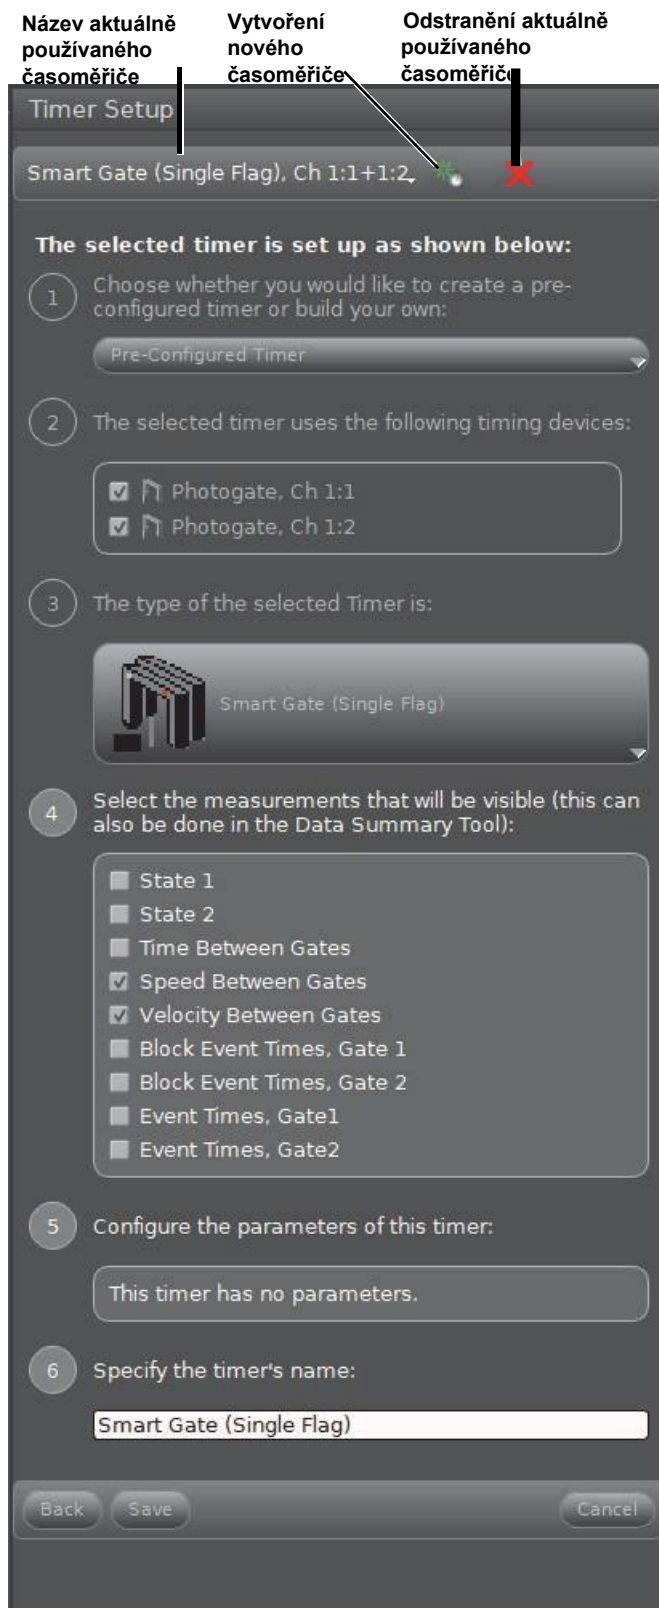 Název aktuálně
používaného
časoměřiče
Vytvoření
nového
časoměřiče
Odstranění aktuálně
používaného
časoměřiče
Timer Setup
Smart Gate (Single Flag), Ch 1:1+1:2
The selected timer is set up as shown below:
1
Choose whether you would like to create a pre-
configured timer or build your own:
Pre-Configured Timer
2
The selected timer uses the following timing devices:
Photogate, Ch 1:1
Photogate, Ch 1:2
3
The type of the selected Timer is:
Smart Gate (Single Flag)
4
Select the measurements that will be visible (this can
also be done in the Data Summary Tool):
State 1
State 2
Time Between Gates
Speed Between Gates
Velocity Between Gates
Block Event Times, Gate 1
Block Event Times, Gate 2
Event Times, Gate1
Event Times, Gate2
5
Configure the parameters of this timer:
This timer has no parameters.
6
Specify the timer's name:
Smart Gate (Single Flag)
Back
Save
Cancel